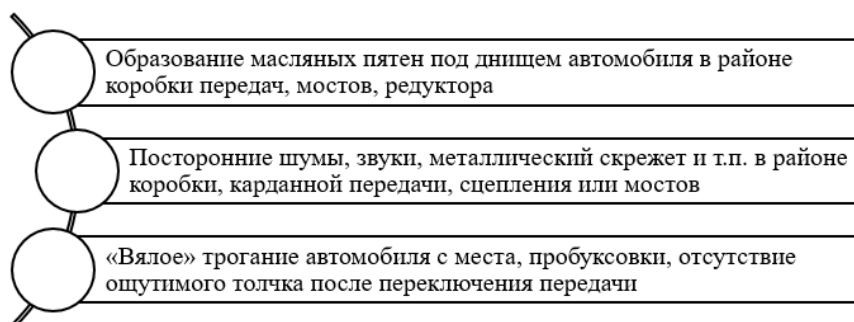 Образование масляных пятен под днищем автомобиля в районе
коробки передач, мостов, редуктора
Посторонние шумы, звуки, металлический скрежет и т.п. в районе
коробки, карданной передачи, сцепления или мостов
«Вялое» трогание автомобиля с места, пробуксовки, отсутствие
ощутимого толчка после переключения передачи